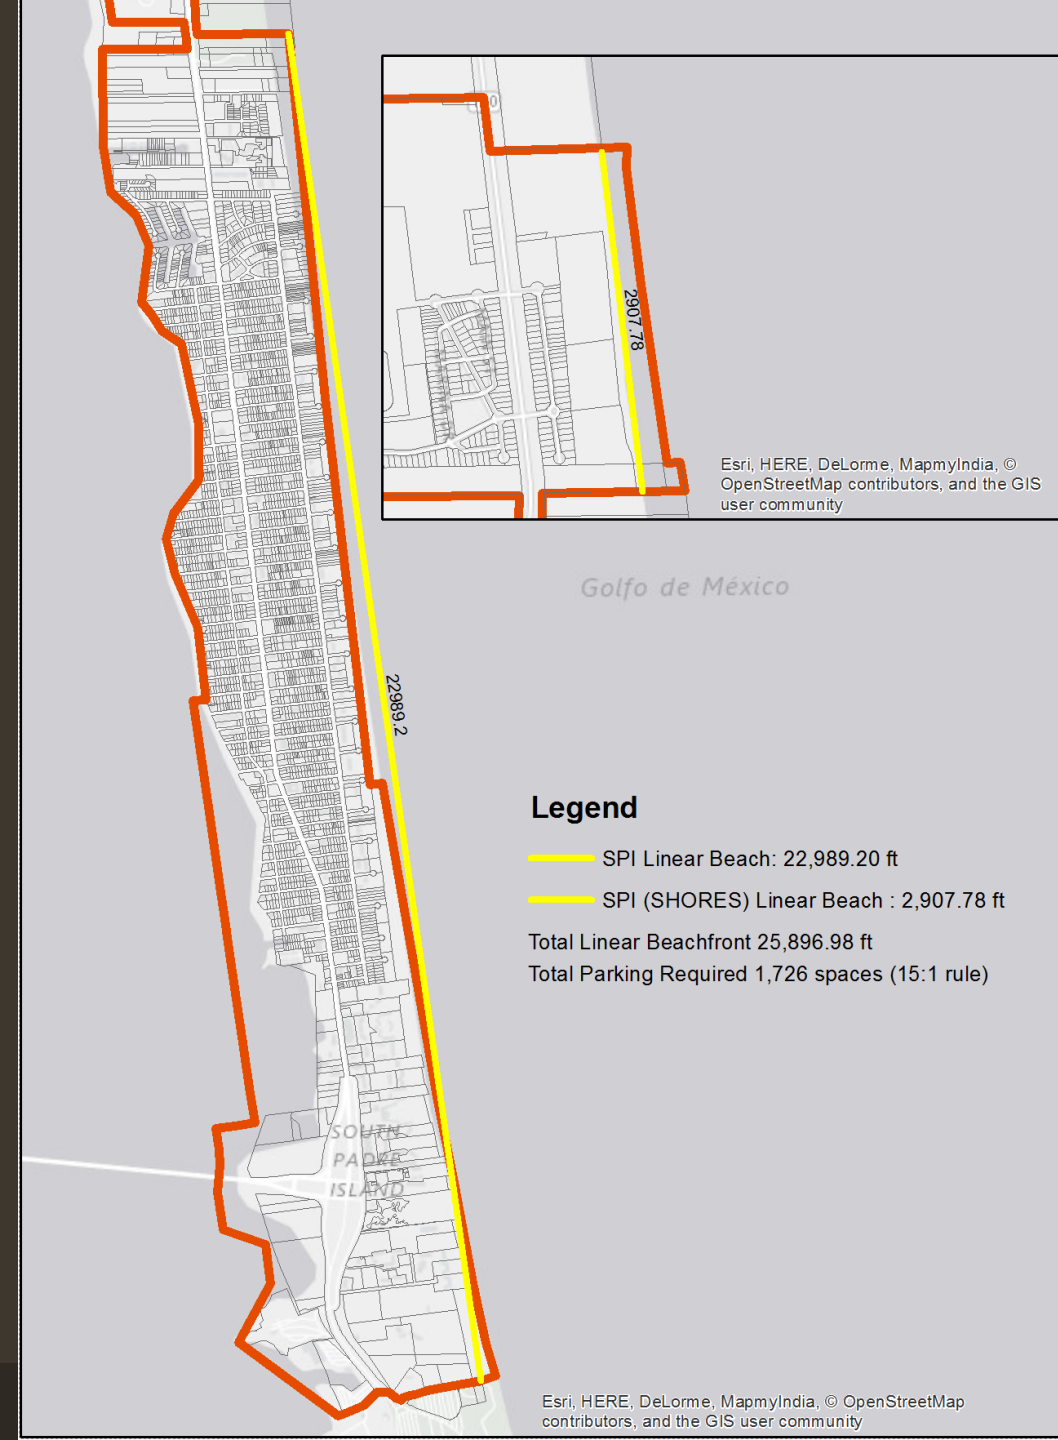 2907.78
Esri, HERE, DeLorme, MapmyIndia, ©
OpenStreetMap contributors, and the GIS
user community
Golfo de México
22989.2
Legend
SPI Linear Beach: 22,989.20 ft
SPI (SHORES) Linear Beach : 2,907.78 ft
Total Linear Beachfront 25,896.98 ft
Total Parking Required 1,726 spaces (15:1 rule)
SOUTH
PADRE
ISLAND
Esri, HERE, DeLorme, MapmyIndia, © OpenStreetMap
contributors, and the GIS user community